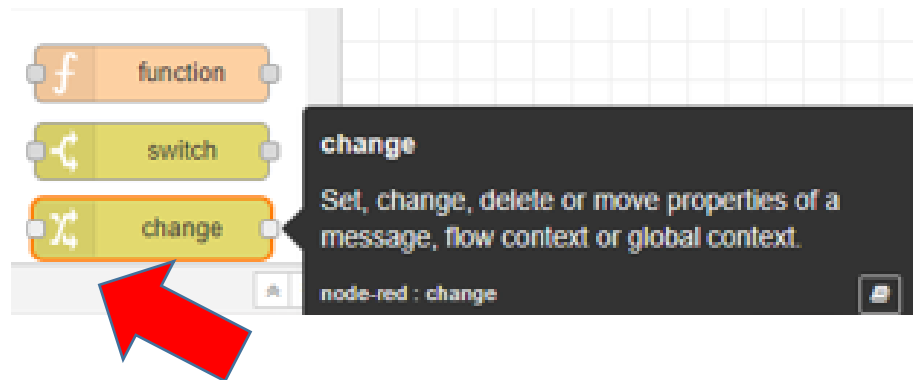 function
switch
change
change
Set, change, delete or move properties of a
message, flow context or global context.
node-red : change